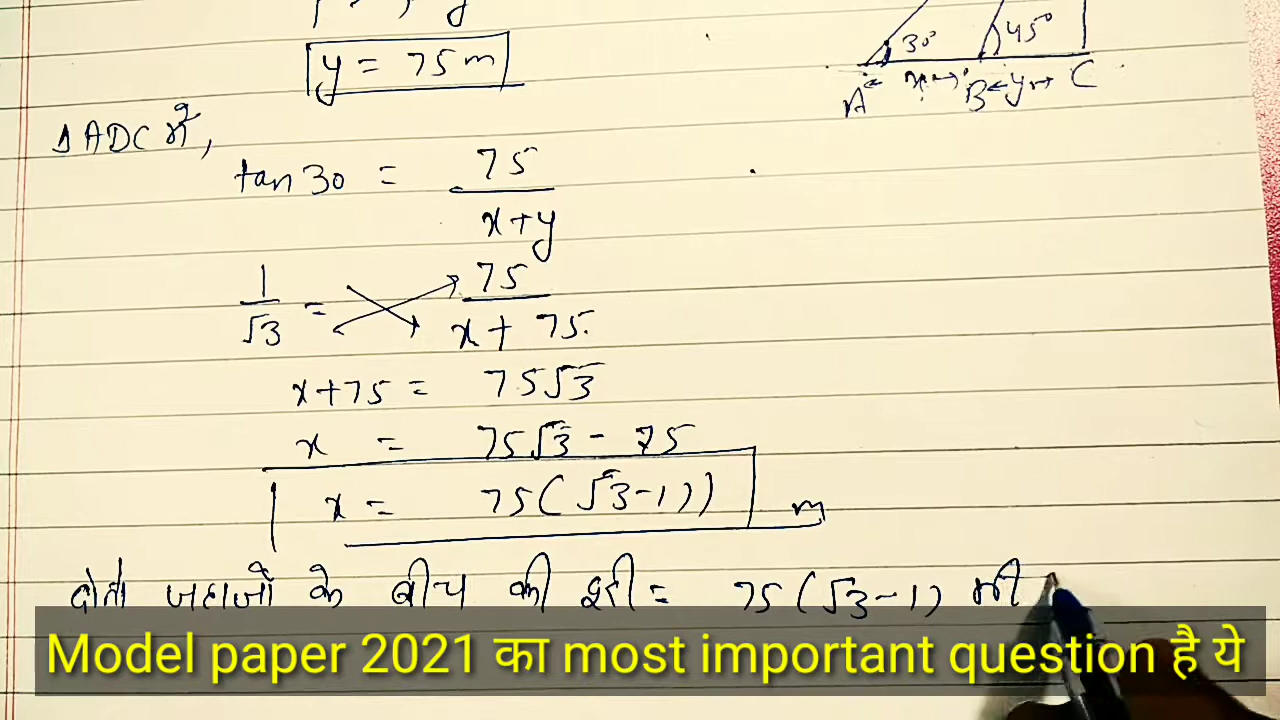 y = 75 m
30° 45°
A x B y C
Δ ADC में,
tan 30 = 75
x + y
1 = 75
√3 x + 75
x + 75 = 75√3
x = 75√3 - 75
x = 75(√3-1)) m
दोनो जहाजों के बीच की दूरी = 75 (√3-1) मी
Model paper 2021 का most important question है ये